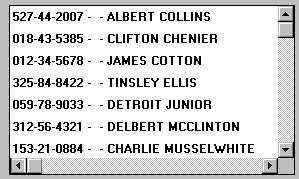 527-44-2007 - - ALBERT COLLINS
018-43-5385 - - CLIFTON CHENIER
012-34-5678 - - JAMES COTTON
325-84-8422 - - TINSLEY ELLIS
059-78-9033 - - DETROIT JUNIOR
312-56-4321 - - DELBERT MCCLINTON
153-21-0884 - - CHARLIE MUSSELWHITE